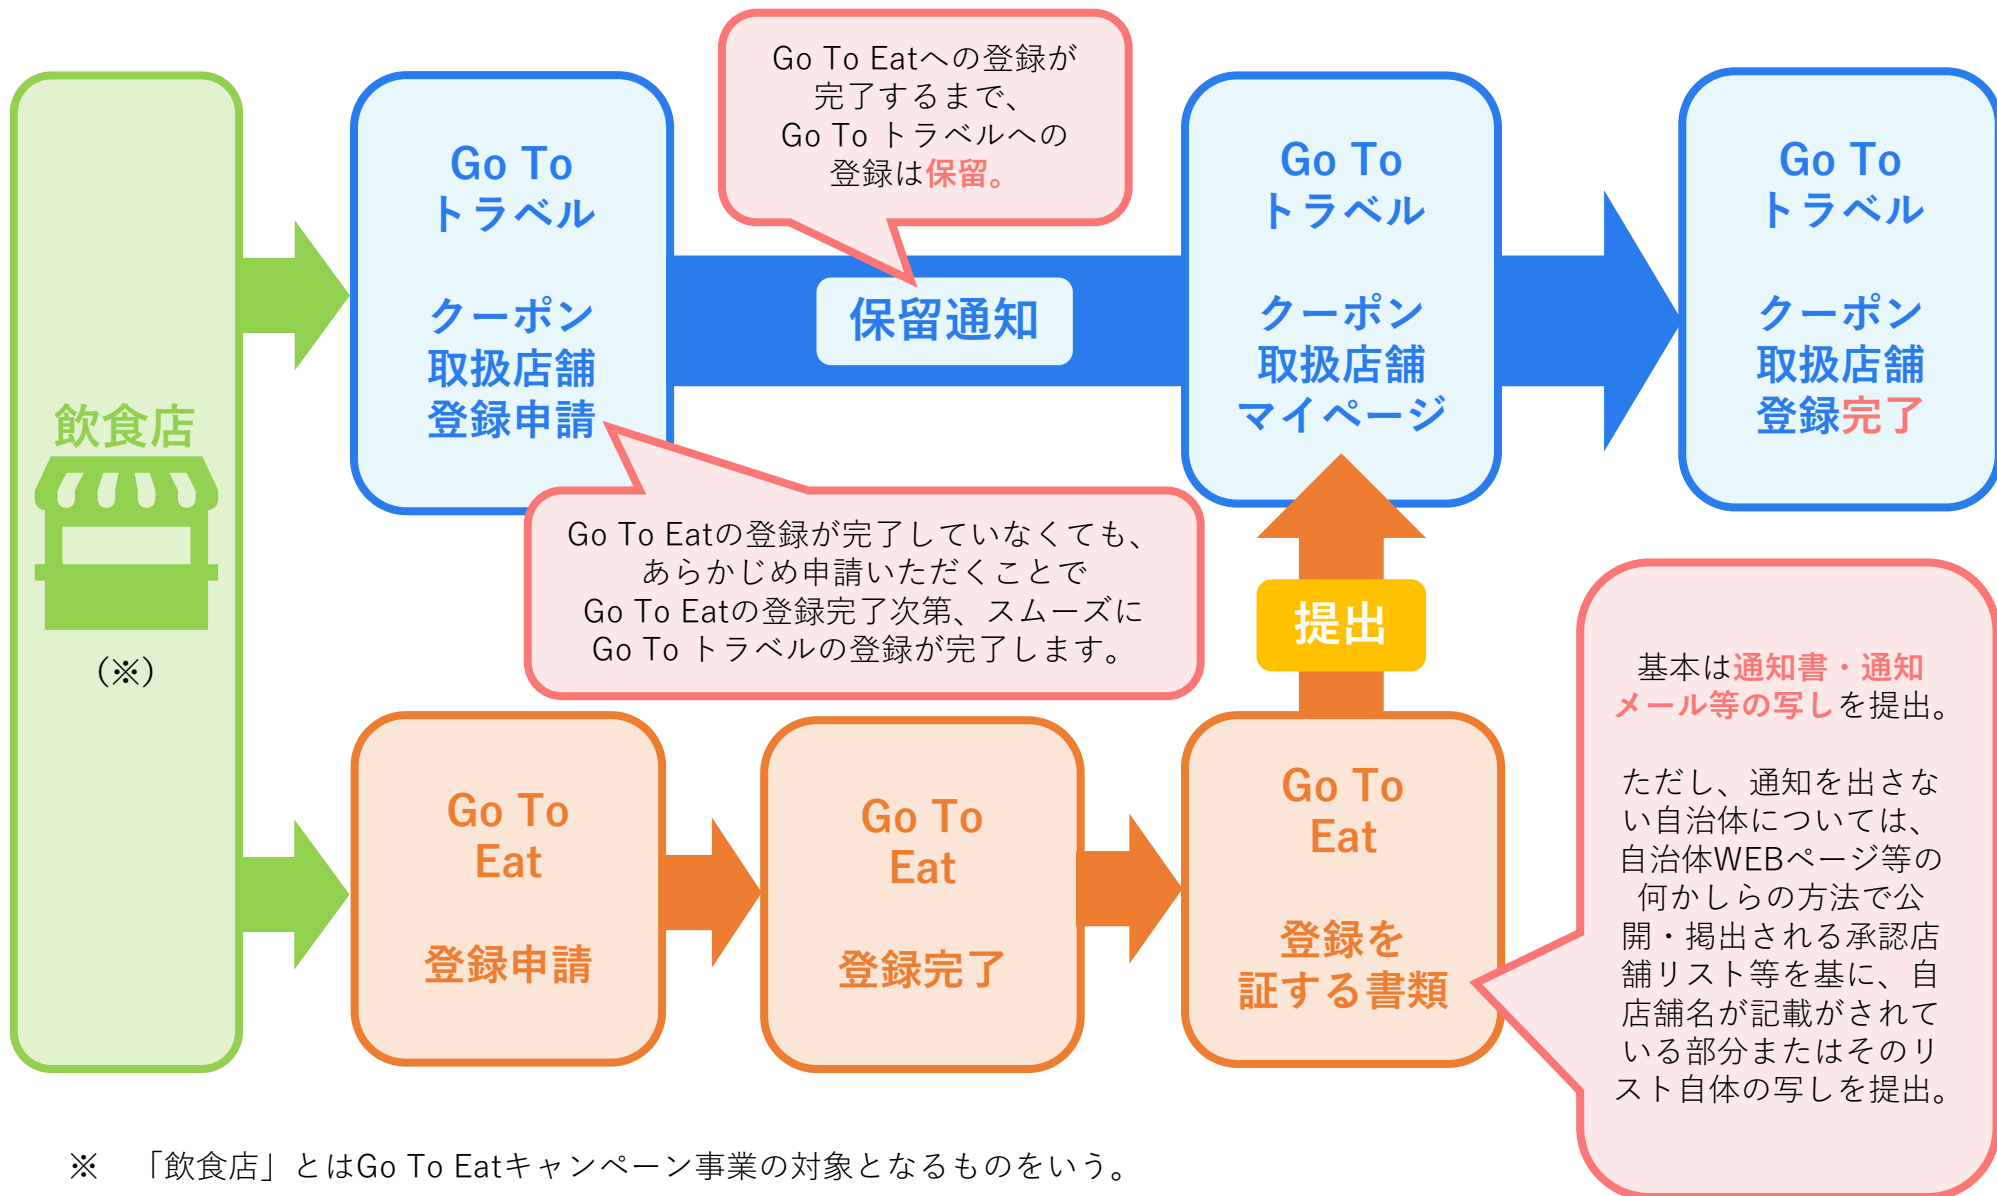 飲食店
（※）
Go To
トラベル
クーポン
取扱店舗
登録申請
Go To Eatへの登録が
完了するまで、
Go To トラベルへの
登録は保留。
保留通知
Go To
トラベル
クーポン
取扱店舗
マイページ
Go To
トラベル
クーポン
取扱店舗
登録完了
Go To Eatの登録が完了していなくても、
あらかじめ申請いただくことで
Go To Eatの登録完了次第、スムーズに
Go To トラベルの登録が完了します。
提出
Go To
Eat
登録申請
Go To
Eat
登録完了
Go To
Eat
登録を
証する書類
基本は通知書・通知
メール等の写しを提出。
ただし、通知を出さな
い自治体については、
自治体WEBページ等の
何かしらの方法で公
開・掲出される承認店
舗リスト等を基に、自
店舗名が記載がされて
いる部分またはそのリ
スト自体の写しを提出。
※　「飲食店」とはGo To Eatキャンペーン事業の対象となるものをいう。